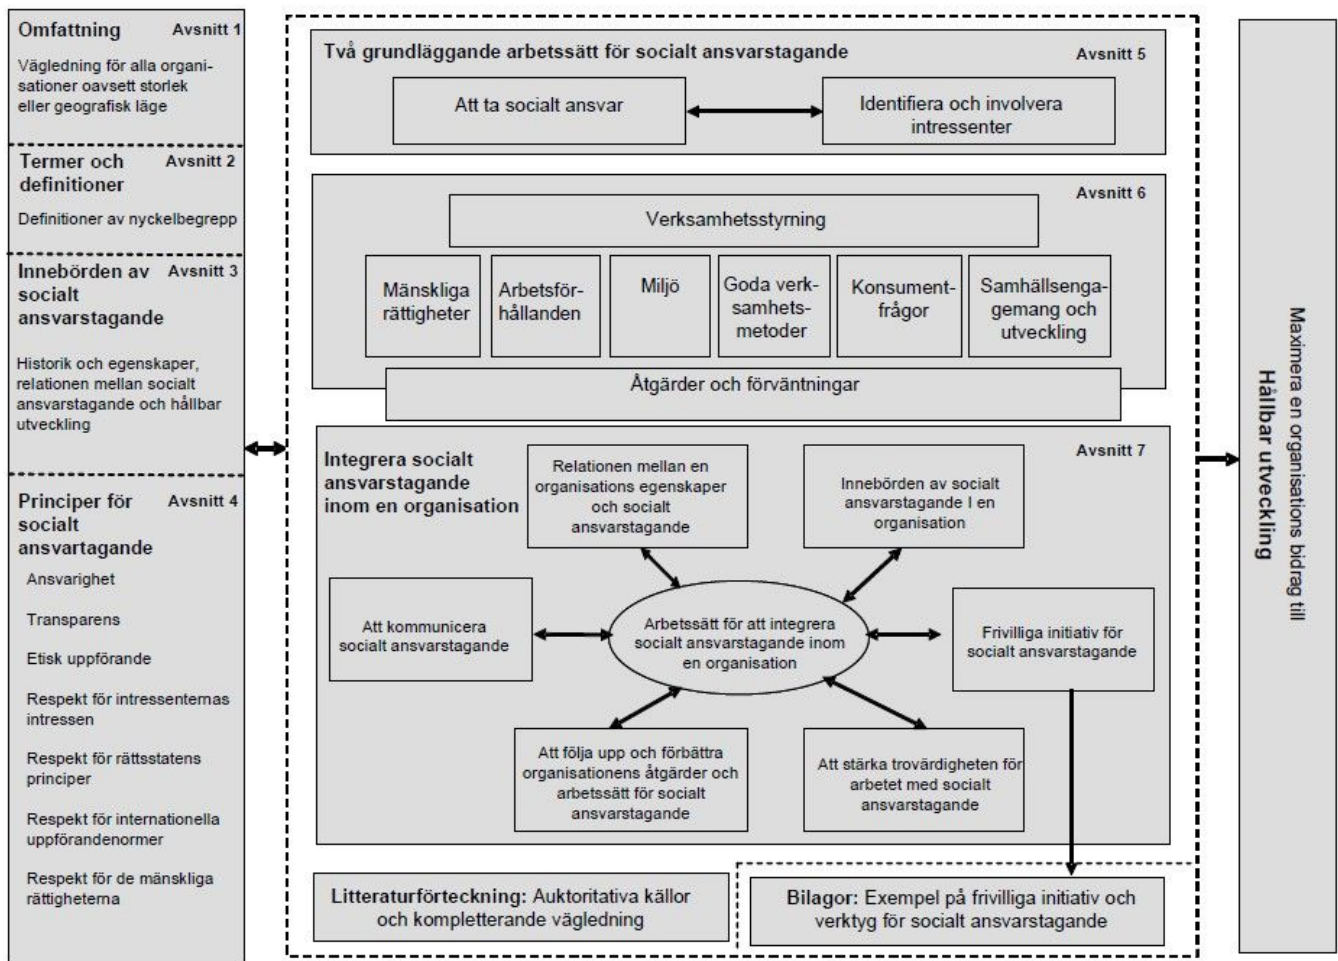 Omfattning Avsnitt 1
Vägledning för alla organi-
sationer oavsett storlek
eller geografisk läge
Termer och Avsnitt 2
definitioner
Definitioner av nyckelbegrepp
Innebörden av Avsnitt 3
socialt
ansvarstagande
Historik och egenskaper,
relationen mellan socialt
ansvarstagande och hållbar
utveckling
Principer för Avsnitt 4
socialt
ansvartagande
Ansvarighet
Transparens
Etisk uppförande
Respekt för intressenternas
intressen
Respekt för rättsstatens
principer
Respekt för internationella
uppförandenormer
Respekt för de mänskliga
rättigheterna
Två grundläggande arbetssätt för socialt ansvarstagande Avsnitt 5
Att ta socialt ansvar
Identifiera och involvera
intressenter
Avsnitt 6
Verksamhetsstyrning
Mänskliga
rättigheter
Arbetsför-
hållanden
Miljö
Goda verk-
samhets-
metoder
Konsument-
frågor
Samhällsenga-
gemang och
utveckling
Åtgärder och förväntningar
Integrera socialt
ansvarstagande
inom en organisation
Avsnitt 7
Relationen mellan en
organisations egenskaper
och socialt
ansvarstagande
Innebörden av socialt
ansvarstagande I en
organisation
Att kommunicera
socialt ansvarstagande
Arbetssätt för att integrera
socialt ansvarstagande inom
en organisation
Frivilliga initiativ för
socialt ansvarstagande
Att följa upp och förbättra
organisationens åtgärder och
arbetssätt för socialt
ansvarstagande
Att stärka trovärdigheten för
arbetet med socialt
ansvarstagande
Litteraturförteckning: Auktoritativa källor
och kompletterande vägledning
Bilagor: Exempel på frivilliga initiativ och
verktyg för socialt ansvarstagande
Maximera en organisations bidrag till
Hållbar utveckling